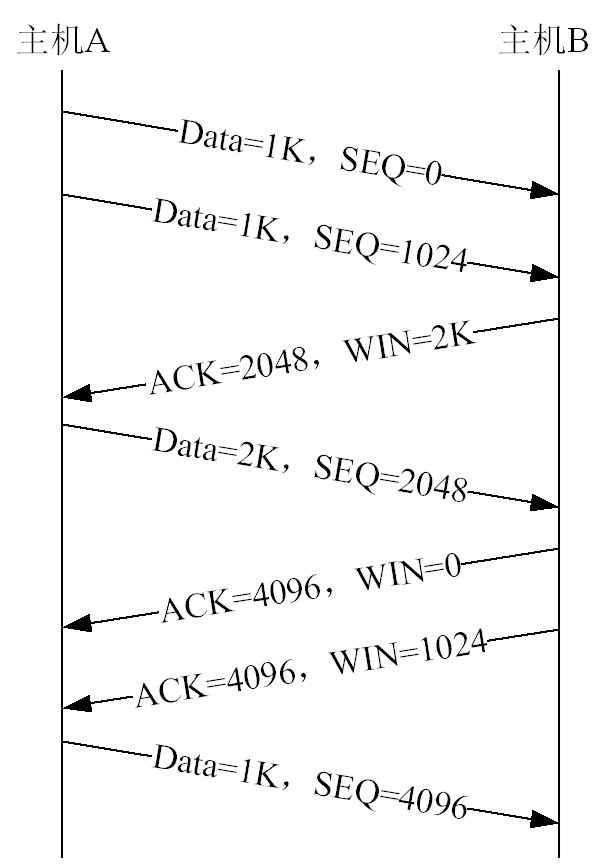 主机A
主机B
Data=1K，SEQ=0
Data=1K，SEQ=1024
ACK=2048，WIN=2K
Data=2K，SEQ=2048
ACK=4096，WIN=0
ACK=4096，WIN=1024
Data=1K，SEQ=4096